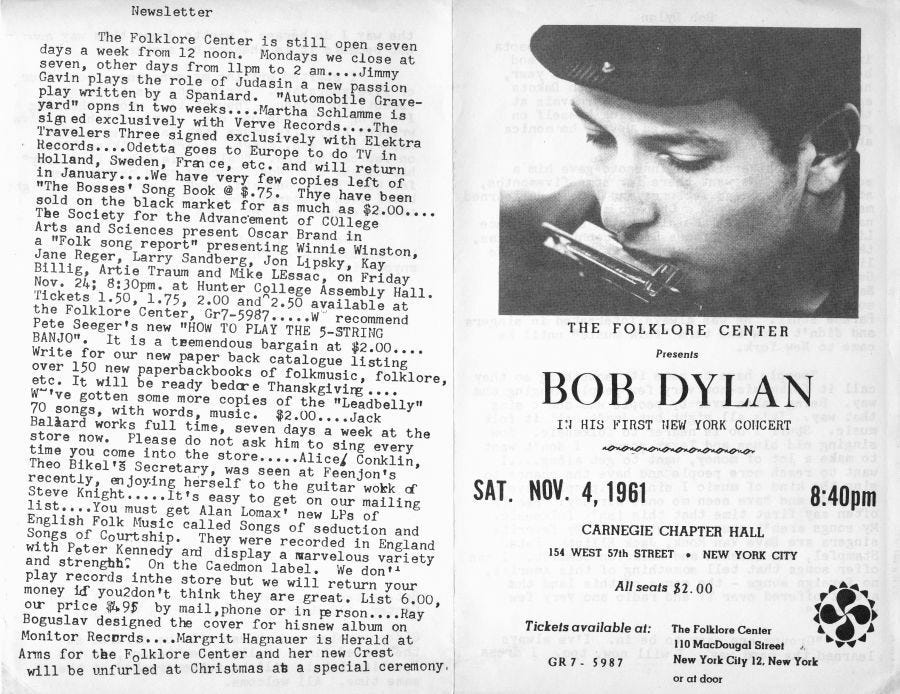 Newsletter
The Folklore Center is still open seven
days a week from 12 noon. Mondays we close at
seven, other days from 11pm to 2 am....Jimmy
Gavin plays the role of Judasin a new passion
play written by a Spaniard. "Automobile Grave-
yard" opns in two weeks....Martha Schlamme is
signed exclusively with Verve Records....The
Travelers Three signed exclusively with Elektra
Records....Odetta goes to Europe to do TV in
Holland, Sweden, France, etc. and will return
in January....We have very few copies left of
"The Bosses' Song Book @ $.75. Thye have been
sold on the black market for as much as $2.00....
The Society for the Advancement of COllege
Arts and Sciences present Oscar Brand in
a "Folk song report" presenting Winnie Winston,
Jane Reger, Larry Sandberg, Jon Lipsky, Kay
Billig, Artie Traum and Mike LEssac, on Friday
Nov. 24; 8:30pm. at Hunter College Assembly Hall.
Tickets 1.50, 1.75, 2.00 and 2.50 available at
the Folklore Center, Gr7-5987.....W recommend
Pete Seeger's new "HOW TO PLAY THE 5-STRING
BANJO". It is a tremendous bargain at $2.00....
Write for our new paper back catalogue listing
over 150 new paperbackbooks of folkmusic, folklore,
etc. It will be ready before Thanskgiving....
W've gotten some more copies of the "Leadbelly"
70 songs, with words, music. $2.00....Jack
Ballard works full time, seven days a week at the
store now. Please do not ask him to sing every
time you come into the store.....Alice Conklin,
Theo Bikel's Secretary, was seen at Feenjon's
recently, enjoying herself to the guitar work of
Steve Knight.....It's easy to get on our mailing
list....You must get Alan Lomax' new LPs of
English Folk Music called Songs of seduction and
Songs of Courtship. They were recorded in England
with Peter Kennedy and display a marvelous variety
and strength. On the Caedmon label. We don't
play records inthe store but we will return your
money if you2don't think they are great. List 6.00,
our price $4.95 by mail,phone or in person....Ray
Boguslav designed the cover for hisnew album on
Monitor Records....Margrit Hagnauer is Herald at
Arms for the Folklore Center and her new Crest
will be unfurled at Christmas at a special ceremony.
THE FOLKLORE CENTER
Presents
BOB DYLAN
IN HIS FIRST NEW YORK CONCERT
SAT. NOV. 4, 1961 8:40pm
CARNEGIE CHAPTER HALL
154 WEST 57th STREET • NEW YORK CITY
All seats $2.00
Tickets available at: The Folklore Center
110 MacDougal Street
GR 7 - 5987 New York City 12, New York
or at door